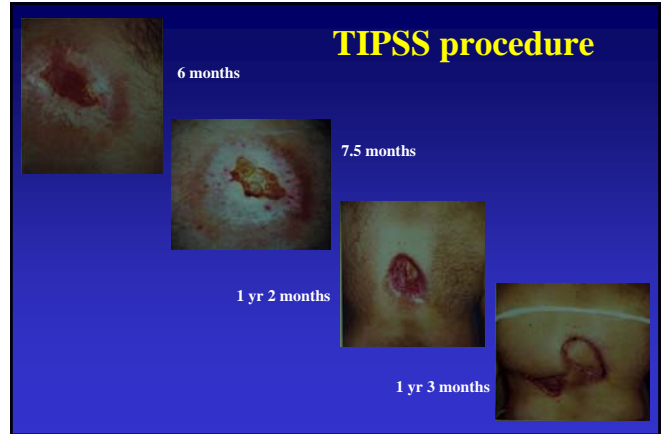 TIPSS procedure
6 months
7.5 months
1 yr 2 months
1 yr 3 months